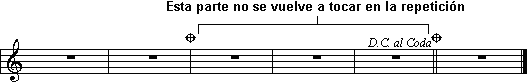 Esta parte no se vuelve a tocar en la repetición
D.C. al Coda